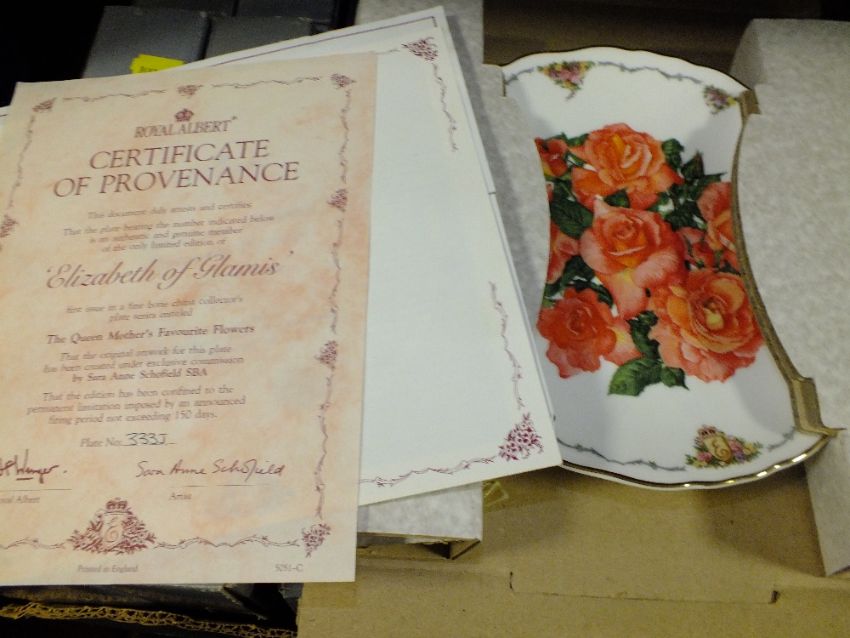 ROYAL ALBERT
CERTIFICATE
OF PROVENANCE
This document duly attests and certifies
That the plate bearing the number indicated below
is an authentic and genuine member
of the only limited edition, of
'Elizabeth of Glamis'
first issue in a fine bone china collector's
plate series entitled
The Queen Mother's Favourite Flowers
That the original artwork for this plate
has been created under exclusive commission
by Sara Anne Schofield SBA
That the edition has been confined to the
permanent limitation imposed by an announced
firing period not exceeding 150 days.
Plate No. 333J
Sara Anne Schofield
Royal Albert Artist
Printed in England 5051-C